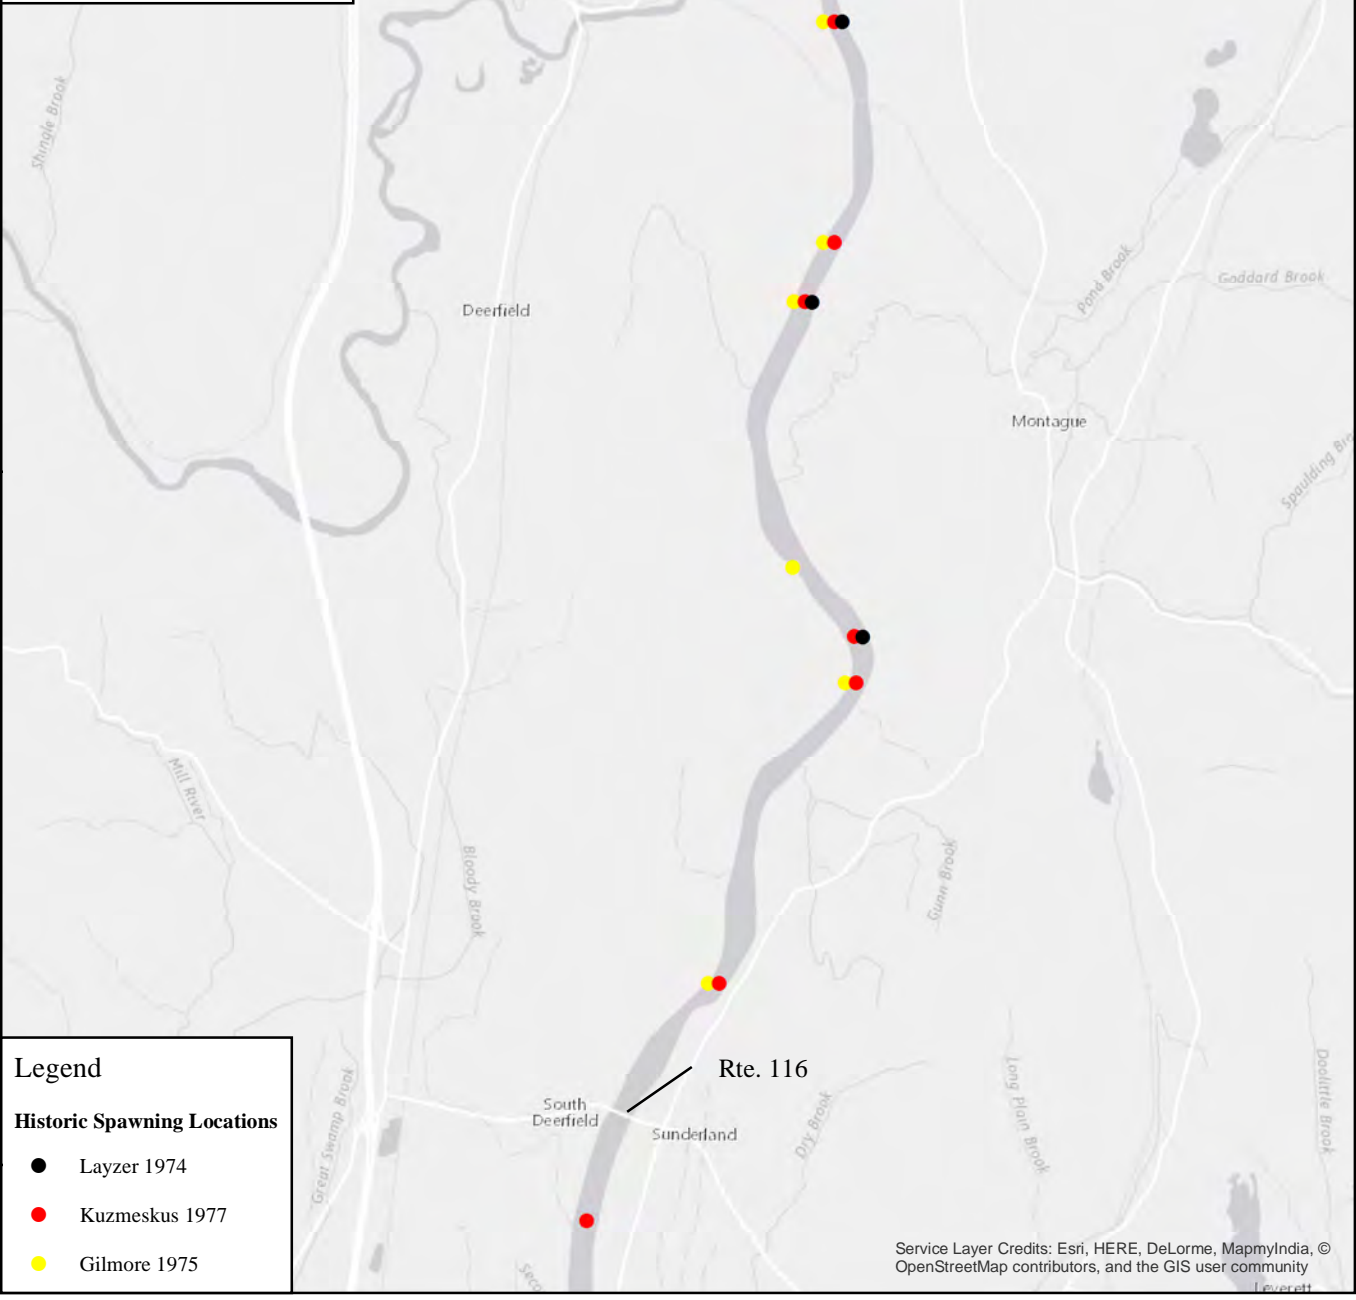 Shingle Brook
Deerfield
Pond Brook
Goddard Brook
Montague
Spaulding Bro
Mill River
Bloody Brook
Gunn Brook
Rte. 116
South
Deerfield
Sunderland
Great Swamp Brook
Dry Brook
Long Plain Brook
Doolittle Brook
Seco
Leverett
Legend
Historic Spawning Locations
Layzer 1974
Kuzmeskus 1977
Gilmore 1975
Service Layer Credits: Esri, HERE, DeLorme, MapmyIndia, ©
OpenStreetMap contributors, and the GIS user community